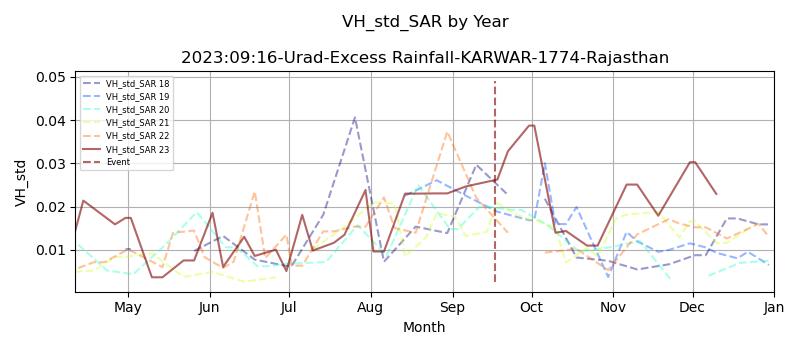 VH_std_SAR by Year
2023:09:16-Urad-Excess Rainfall-KARWAR-1774-Rajasthan
0.05
0.04
0.03
0.02
0.01
VH_std
VH_std_SAR 18
VH_std_SAR 19
VH_std_SAR 20
VH_std_SAR 21
VH_std_SAR 22
VH_std_SAR 23
Event
May Jun Jul Aug Sep Oct Nov Dec Jan
Month